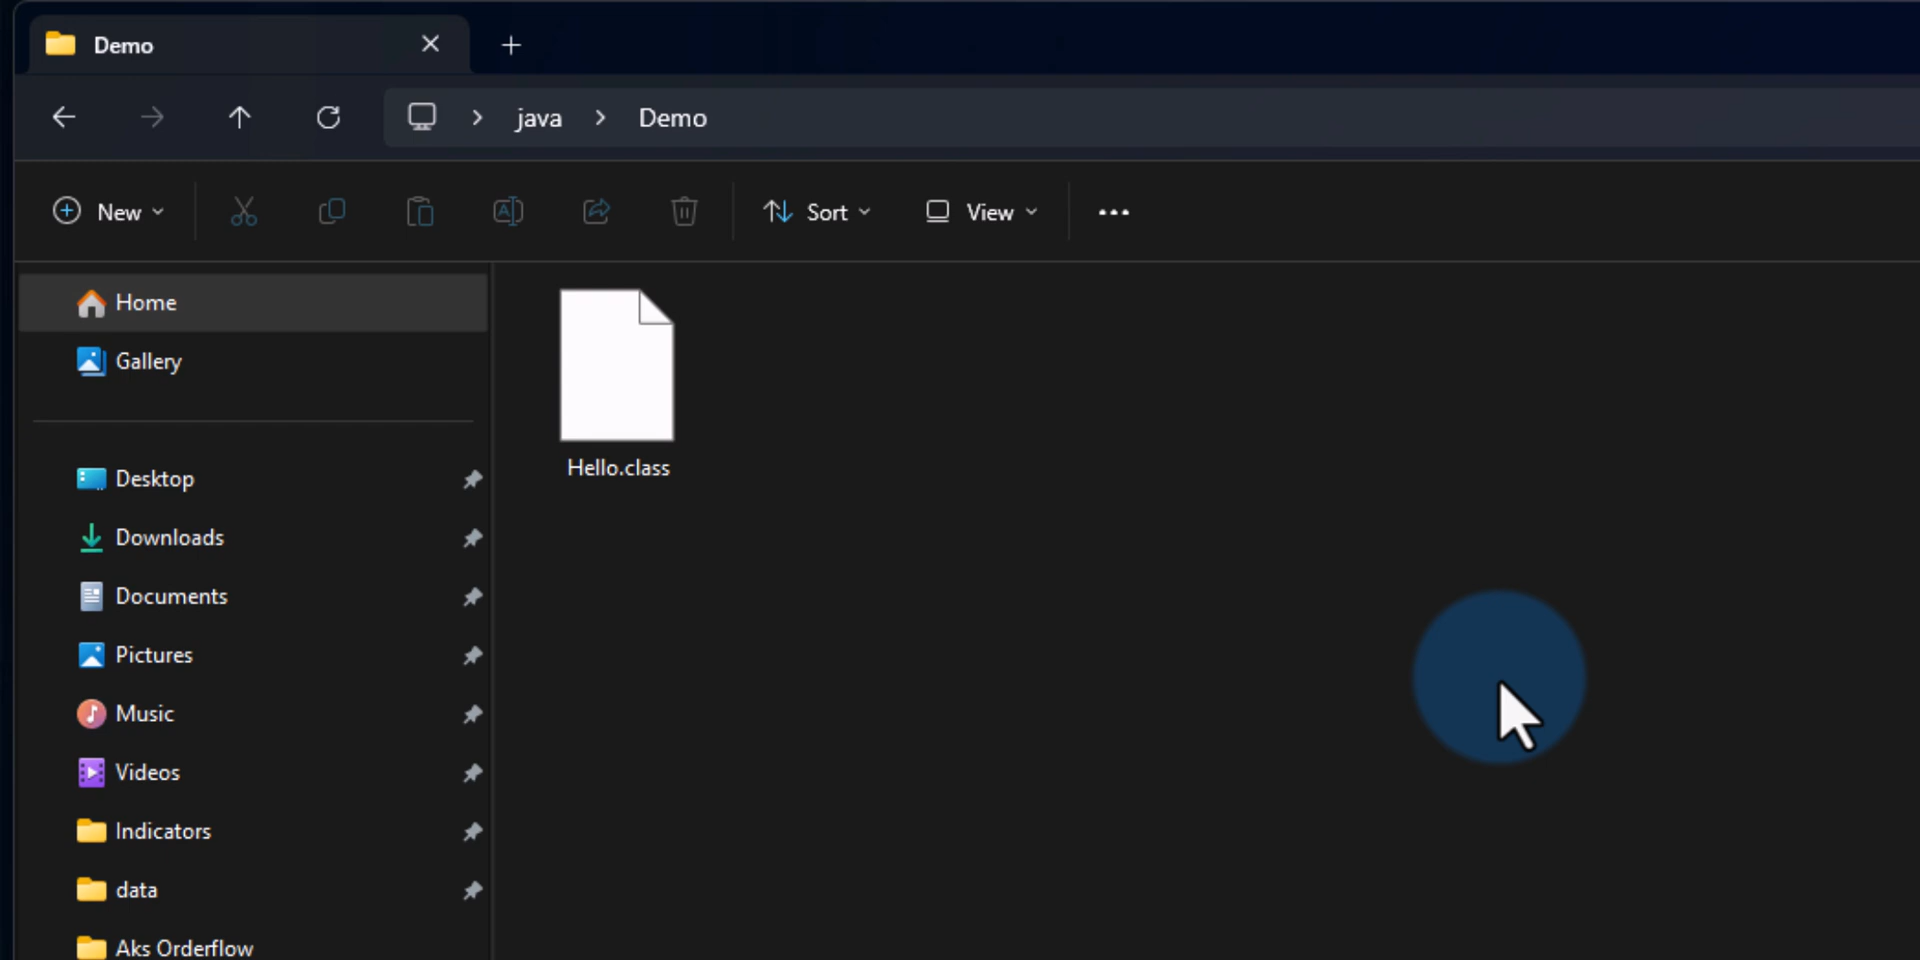 Demo
java > Demo
New
Sort
View
Home
Gallery
Desktop
Downloads
Documents
Pictures
Music
Videos
Indicators
data
Aks Orderflow
Hello.class